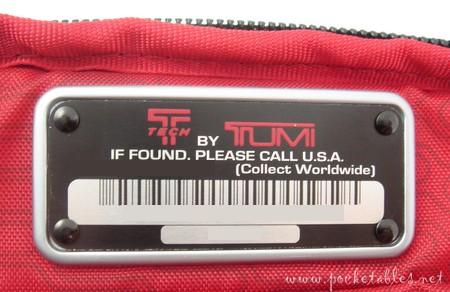 T TECH BY TUMI
IF FOUND. PLEASE CALL U.S.A.
(Collect Worldwide)
www.pocketables.net